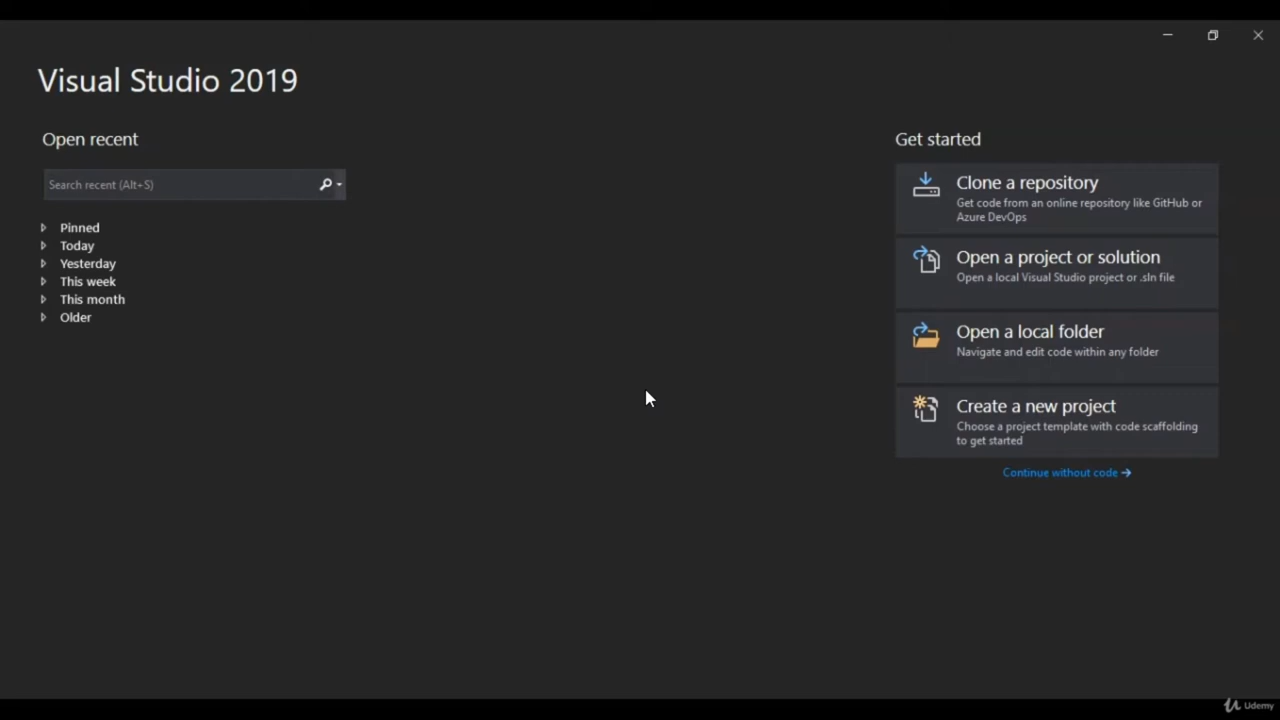 Visual Studio 2019
Open recent
Search recent (Alt+S)
Pinned
Today
Yesterday
This week
This month
Older
Get started
Clone a repository
Get code from an online repository like GitHub or
Azure DevOps
Open a project or solution
Open a local Visual Studio project or .sln file
Open a local folder
Navigate and edit code within any folder
Create a new project
Choose a project template with code scaffolding
to get started
Continue without code →
Udemy